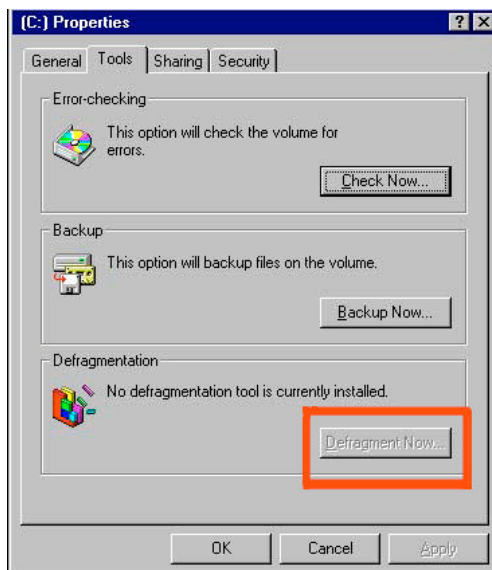 (C:) Properties
General Tools Sharing Security
Error-checking
This option will check the volume for
errors.
Check Now...
Backup
This option will backup files on the volume.
Backup Now...
Defragmentation
No defragmentation tool is currently installed.
Defragment Now...
OK Cancel Apply